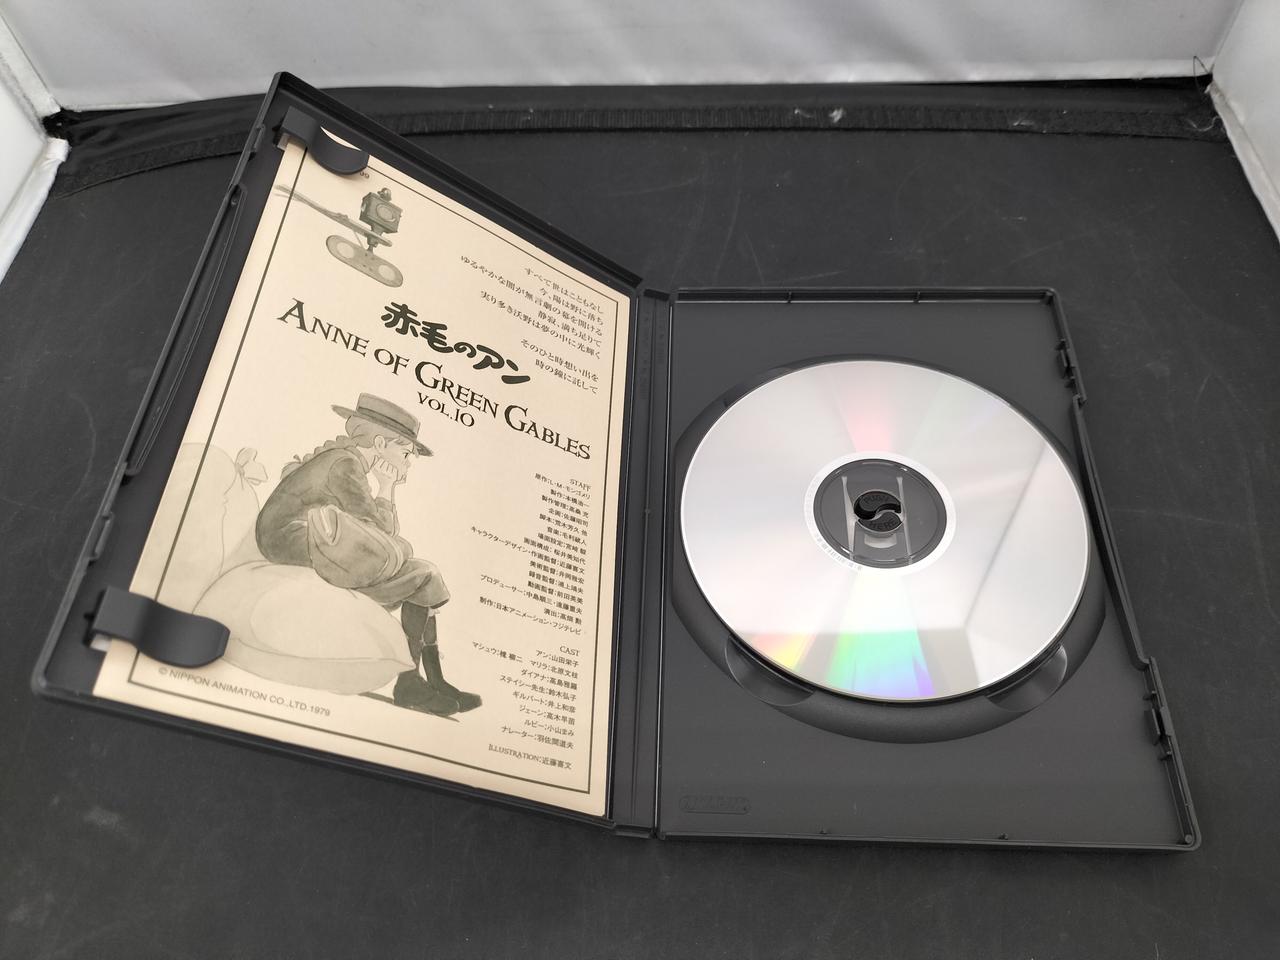 99
すべて世はこともなし
今、陽は野に落ち
ゆるやかな闇が無言劇の幕を開ける
静寂、満ち足りて
実り多き沃野は夢の中に光輝く
そのひと時想い出を
時の鐘に託して
赤毛のアン
ANNE OF GREEN GABLES
VOL.10
STAFF
原作:L・M・モンゴメリ
製作:本橋浩一
製作管理:高桑 充
企画:佐藤昭司
脚本:荒木芳久 他
音楽:毛利蔵人
場面設定:宮崎 駿
画面構成:桜井美知代
キャラクターデザイン・作画監督:近藤喜文
美術監督:井岡雅宏
録音監督:浦上靖夫
動画監督:前田英美
プロデューサー:中島順三・遠藤重夫
演出:高畑 勲
制作:日本アニメーション・フジテレビ
CAST
アン:山田栄子
マシュウ:槐 柳二 マリラ:北原文枝
ダイアナ:高島雅羅
ステイシー先生:鈴木弘子
ギルバート:井上和彦
ジェーン:高木早苗
ルビー:小山まみ
ナレーター:羽佐間道夫
ILLUSTRATION:近藤喜文
© NIPPON ANIMATION CO.,LTD.1979
PUSH
HERE